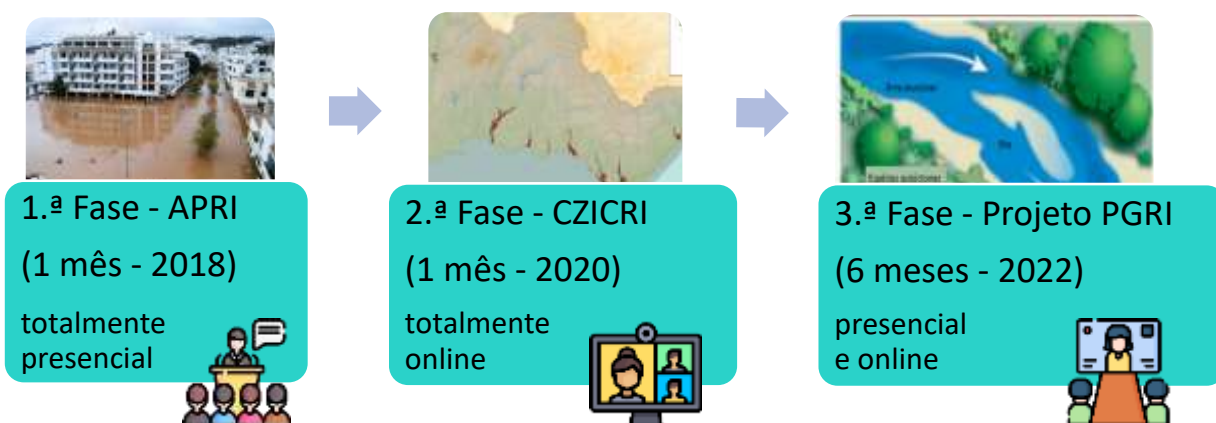 1.ª Fase - APRI
(1 mês - 2018)
totalmente
presencial
2.ª Fase - CZICRI
(1 mês - 2020)
totalmente
online
3.ª Fase - Projeto PGRI
(6 meses - 2022)
presencial
e online